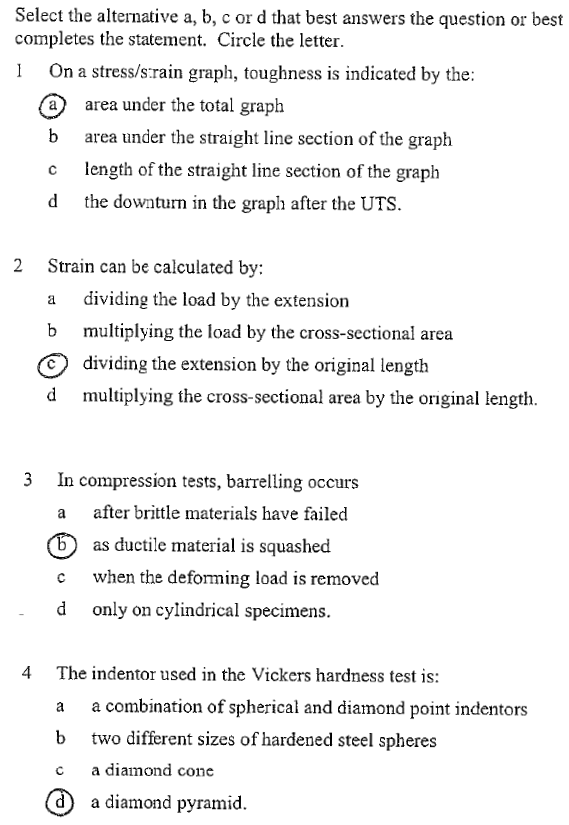 Select the alternative a, b, c or d that best answers the question or best
completes the statement. Circle the letter.
1 On a stress/strain graph, toughness is indicated by the:
a area under the total graph
b area under the straight line section of the graph
c length of the straight line section of the graph
d the downturn in the graph after the UTS.
2 Strain can be calculated by:
a dividing the load by the extension
b multiplying the load by the cross-sectional area
c dividing the extension by the original length
d multiplying the cross-sectional area by the original length.
3 In compression tests, barrelling occurs
a after brittle materials have failed
b as ductile material is squashed
c when the deforming load is removed
d only on cylindrical specimens.
4 The indentor used in the Vickers hardness test is:
a a combination of spherical and diamond point indentors
b two different sizes of hardened steel spheres
c a diamond cone
d a diamond pyramid.